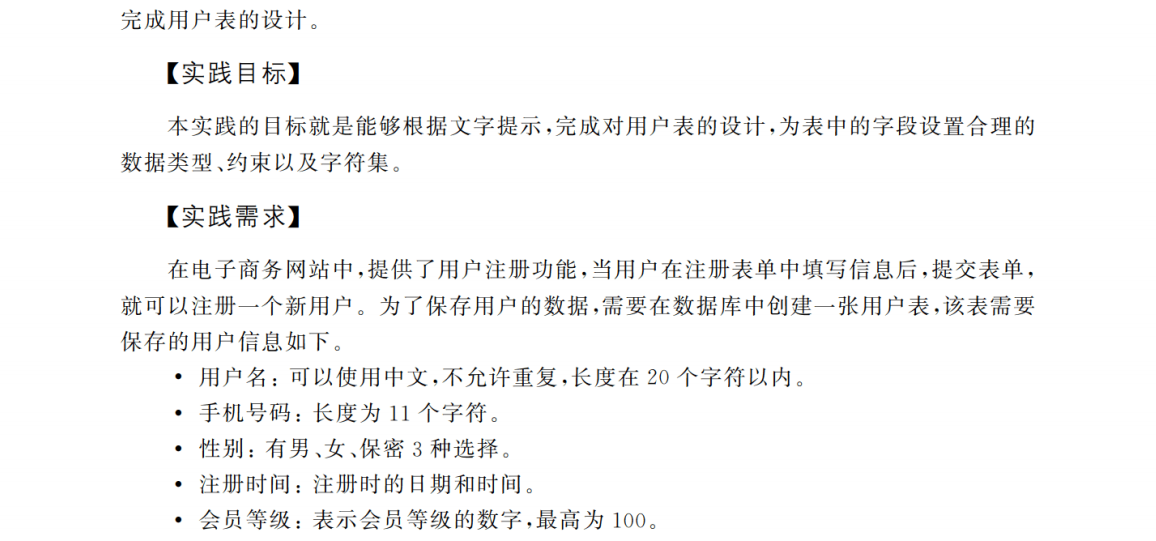 完成用户表的设计。
【实践目标】
本实践的目标就是能够根据文字提示,完成对用户表的设计,为表中的字段设置合理的
数据类型、约束以及字符集。
【实践需求】
在电子商务网站中,提供了用户注册功能,当用户在注册表单中填写信息后,提交表单,
就可以注册一个新用户。为了保存用户的数据,需要在数据库中创建一张用户表,该表需要
保存的用户信息如下。
• 用户名:可以使用中文,不允许重复,长度在 20 个字符以内。
• 手机号码:长度为 11 个字符。
• 性别:有男、女、保密 3 种选择。
• 注册时间:注册时的日期和时间。
• 会员等级:表示会员等级的数字,最高为 100。